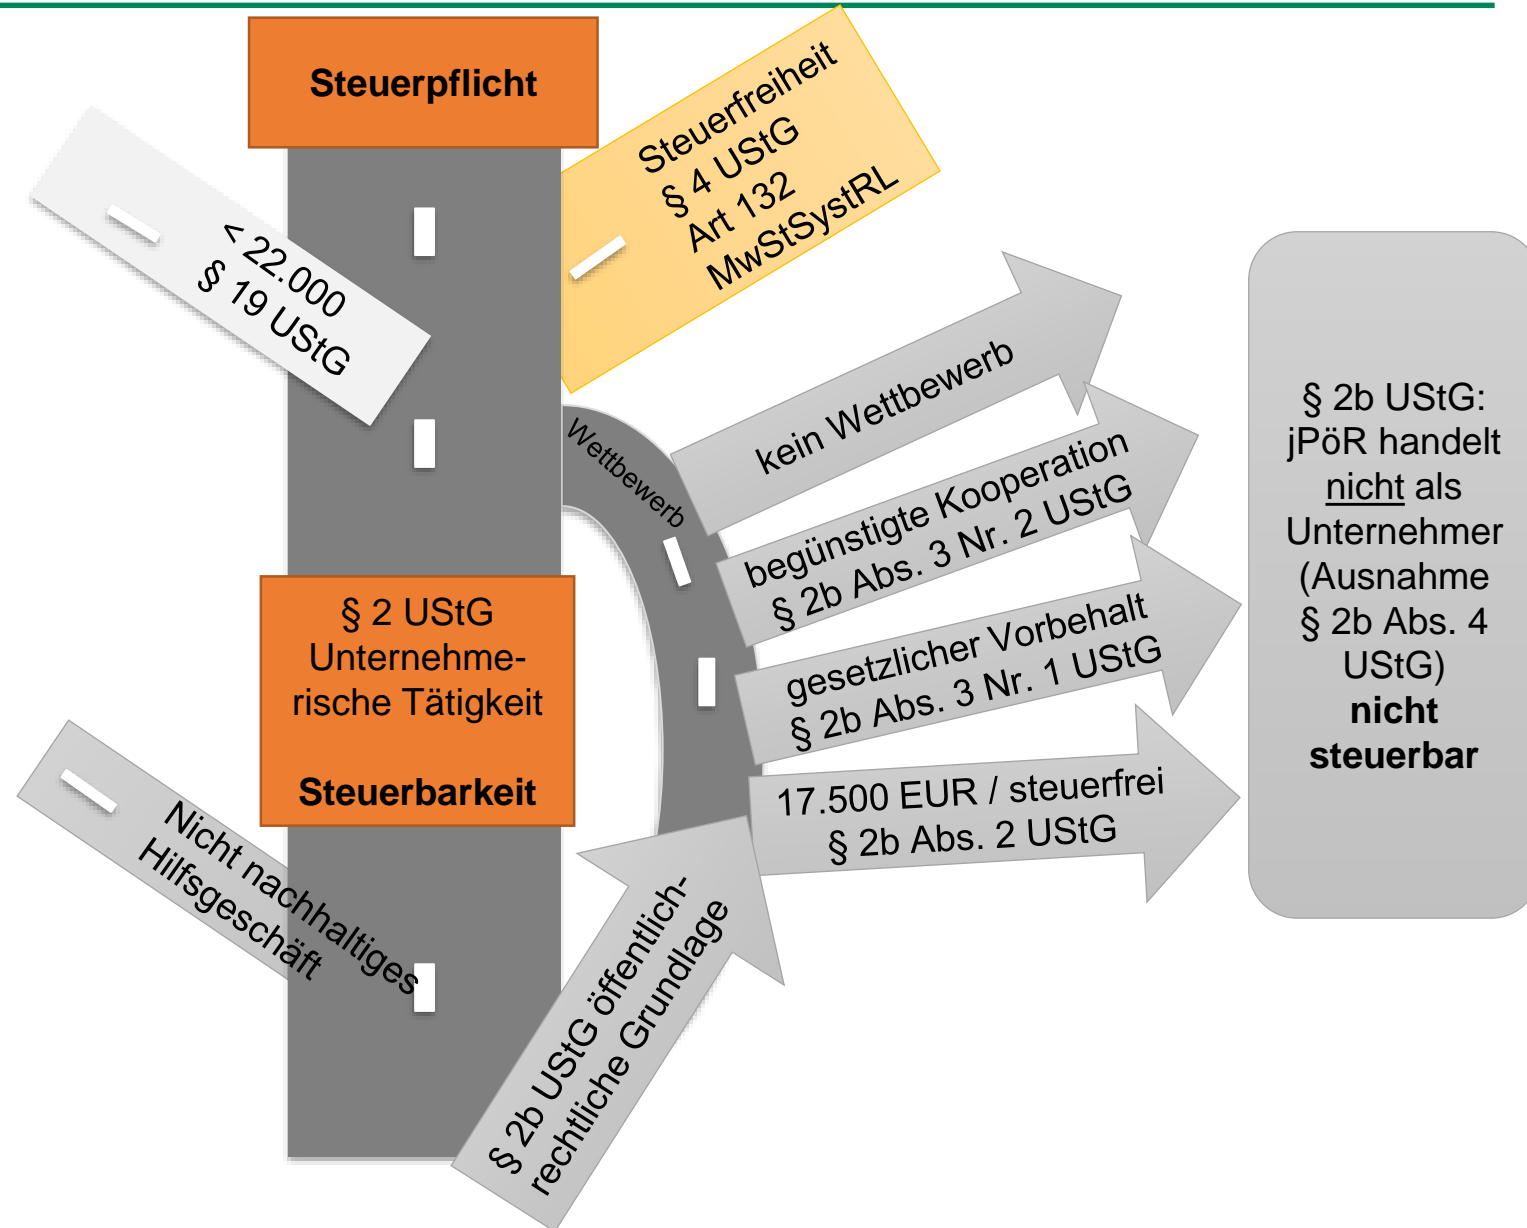 Steuerpflicht
Steuerfreiheit
§ 4 UStG
Art 132
MwStSystRL
< 22.000
§ 19 UStG
Wettbewerb
kein Wettbewerb
begünstigte Kooperation
§ 2b Abs. 3 Nr. 2 UStG
gesetzlicher Vorbehalt
§ 2b Abs. 3 Nr. 1 UStG
17.500 EUR / steuerfrei
§ 2b Abs. 2 UStG
§ 2b UStG:
jPöR handelt
nicht als
Unternehmer
(Ausnahme
§ 2b Abs. 4
UStG)
nicht
steuerbar
§ 2 UStG
Unternehme-
rische Tätigkeit
Steuerbarkeit
Nicht nachhaltiges
Hilfsgeschäft
§ 2b UStG öffentlich-
rechtliche Grundlage